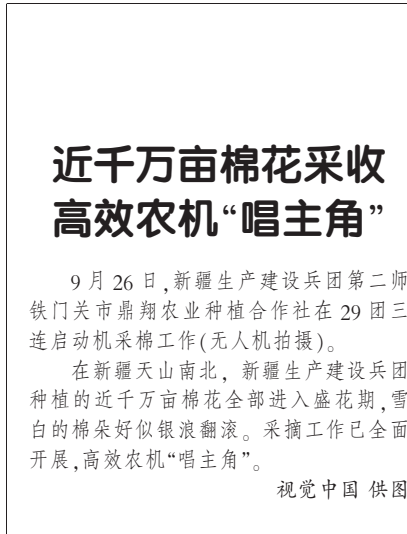 近千万亩棉花采收
高效农机“唱主角”
9 月 26 日,新疆生产建设兵团第二师
铁门关市鼎翔农业种植合作社在 29 团三
连启动机采棉工作(无人机拍摄)。
在新疆天山南北，新疆生产建设兵团
种植的近千万亩棉花全部进入盛花期,雪
白的棉朵好似银浪翻滚。采摘工作已全面
开展,高效农机“唱主角”。
视觉中国 供图